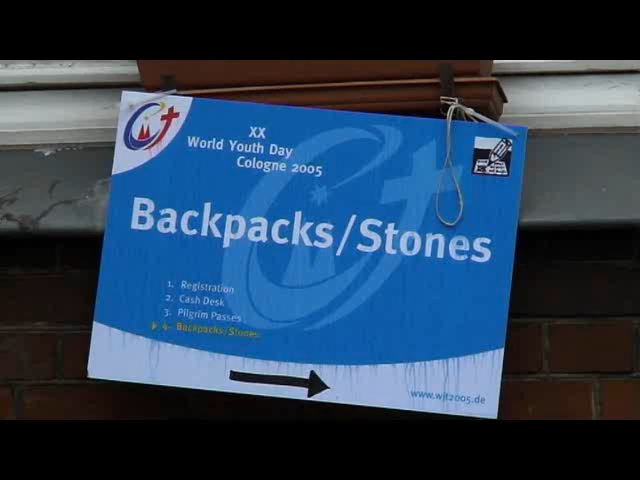 XX
World Youth Day
Cologne 2005
Backpacks/Stones
1. Registration
2. Cash Desk
3. Pilgrim Passes
4. Backpacks/Stones
www.wjt2005.de